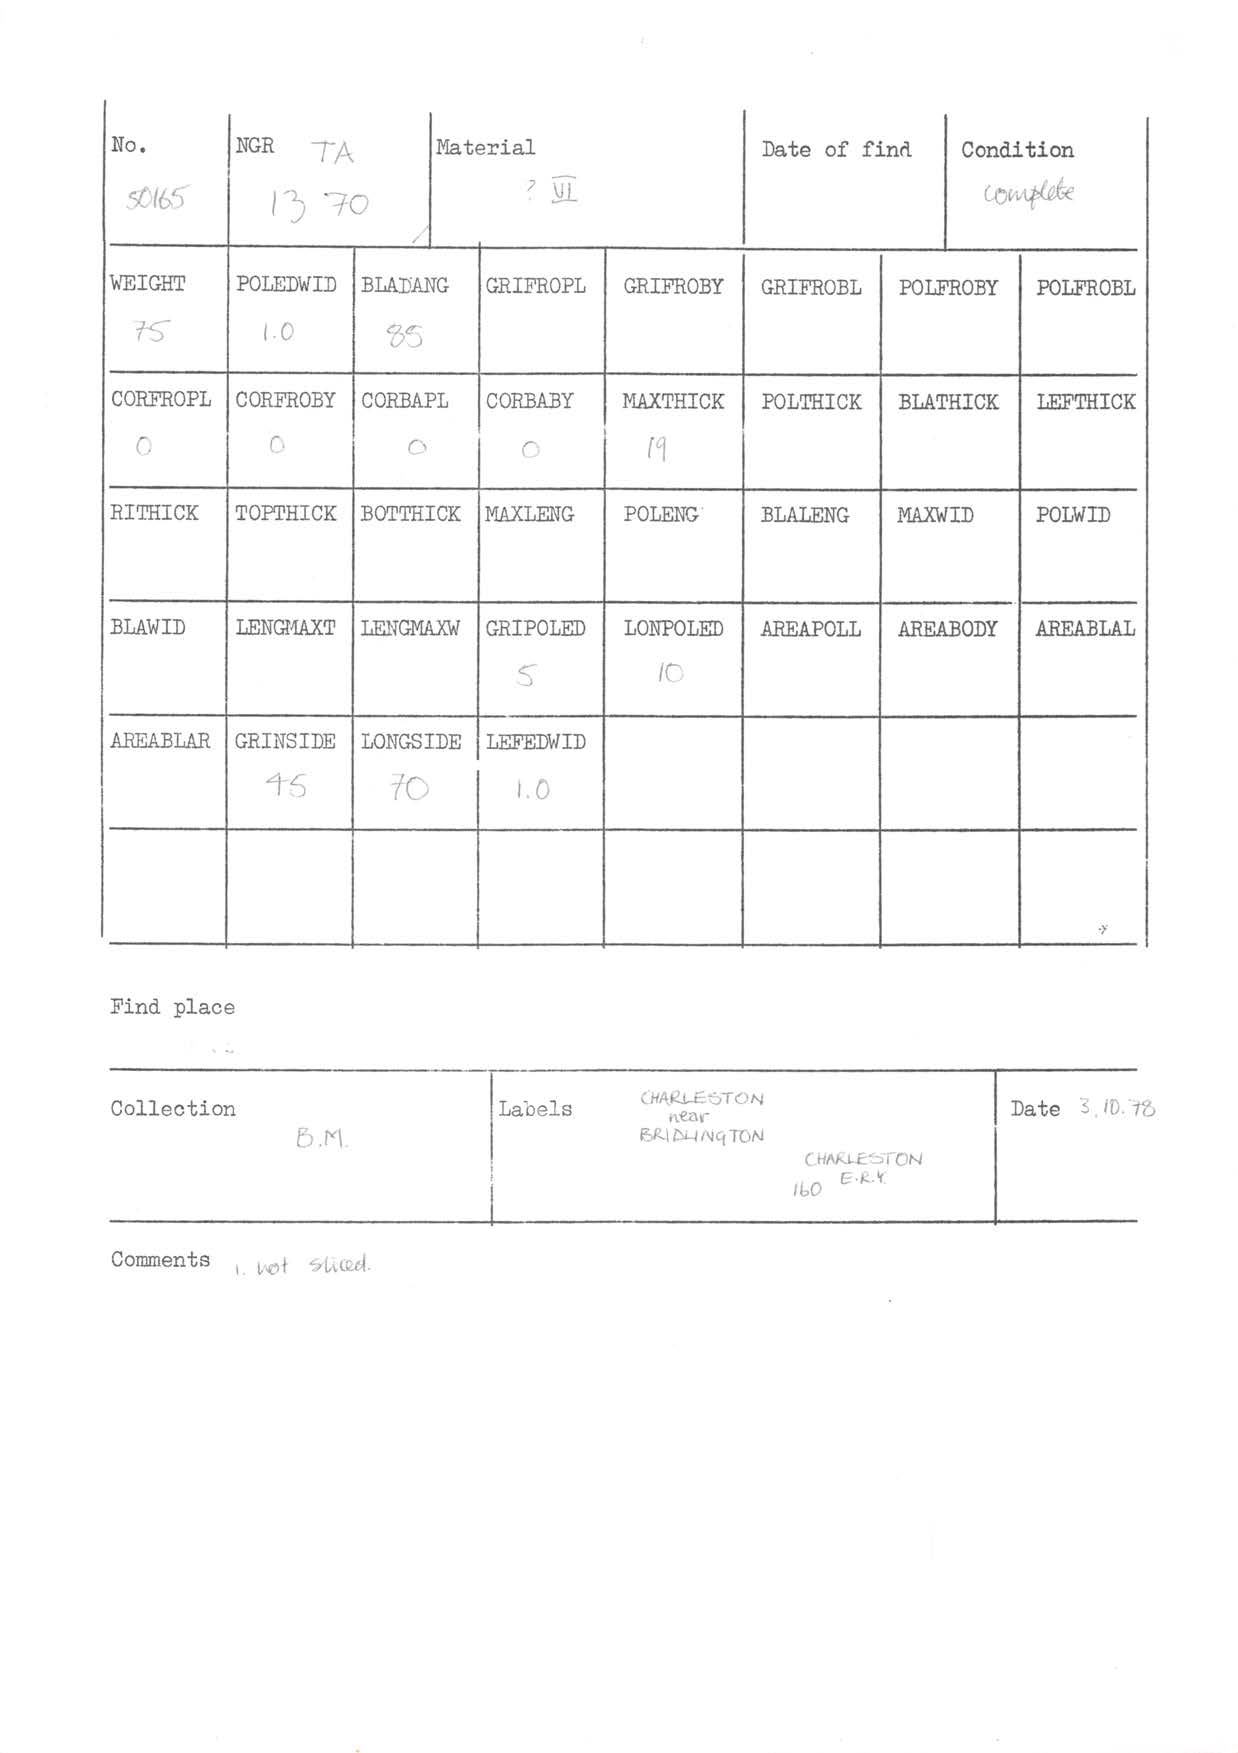 No. NGR TA Material Date of find Condition
50165 13 70 ? VI complete
WEIGHT POLEDWID BLADANG GRIFROPL GRIFROBY GRIFROBL POLFROBY POLFROBL
75 1.0 85
CORFROPL CORFROBY CORBAPL CORBABY MAXTHICK POLTHICK BLATHICK LEFTHICK
0 0 0 0 19
RITHICK TOPTHICK BOTTHICK MAXLENG POLENG BLALENG MAXWID POLWID
BLAWID LENGMAXT LENGMAXW GRIPOLED LONPOLED AREAPOLL AREABODY AREABLAL
5 10
AREABLAR GRINSIDE LONGSIDE LEFEDWID
45 70 1.0
Find place
Collection Labels CHARLESTON Date 3.10.78
near
B.M. BRIDLINGTON
CHARLESTON
160 E.R.Y.
Comments 1. not sliced.